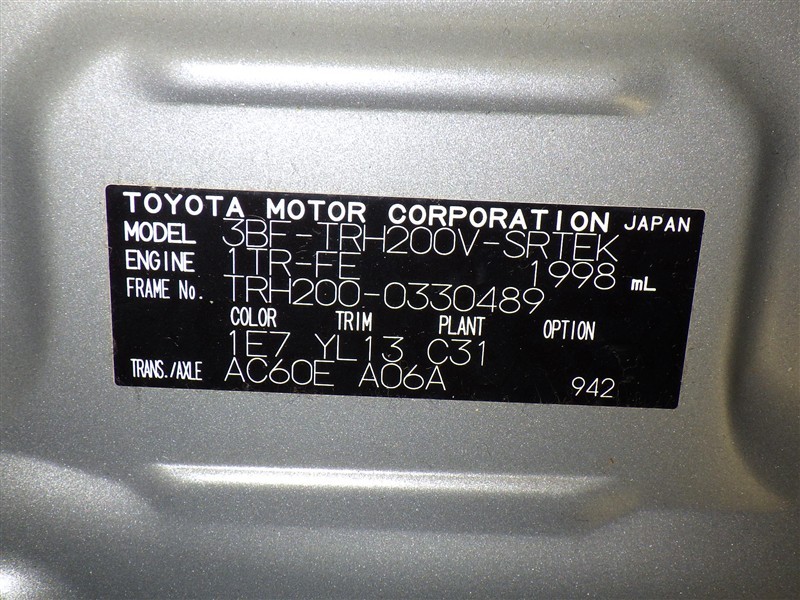 TOYOTA MOTOR CORPORATION JAPAN
MODEL 3BF-TRH200V-SRTEK
ENGINE 1TR-FE 1998 mL
FRAME No. TRH200-0330489
COLOR TRIM PLANT OPTION
1E7 YL13 C31
TRANS./AXLE AC60E A06A 942